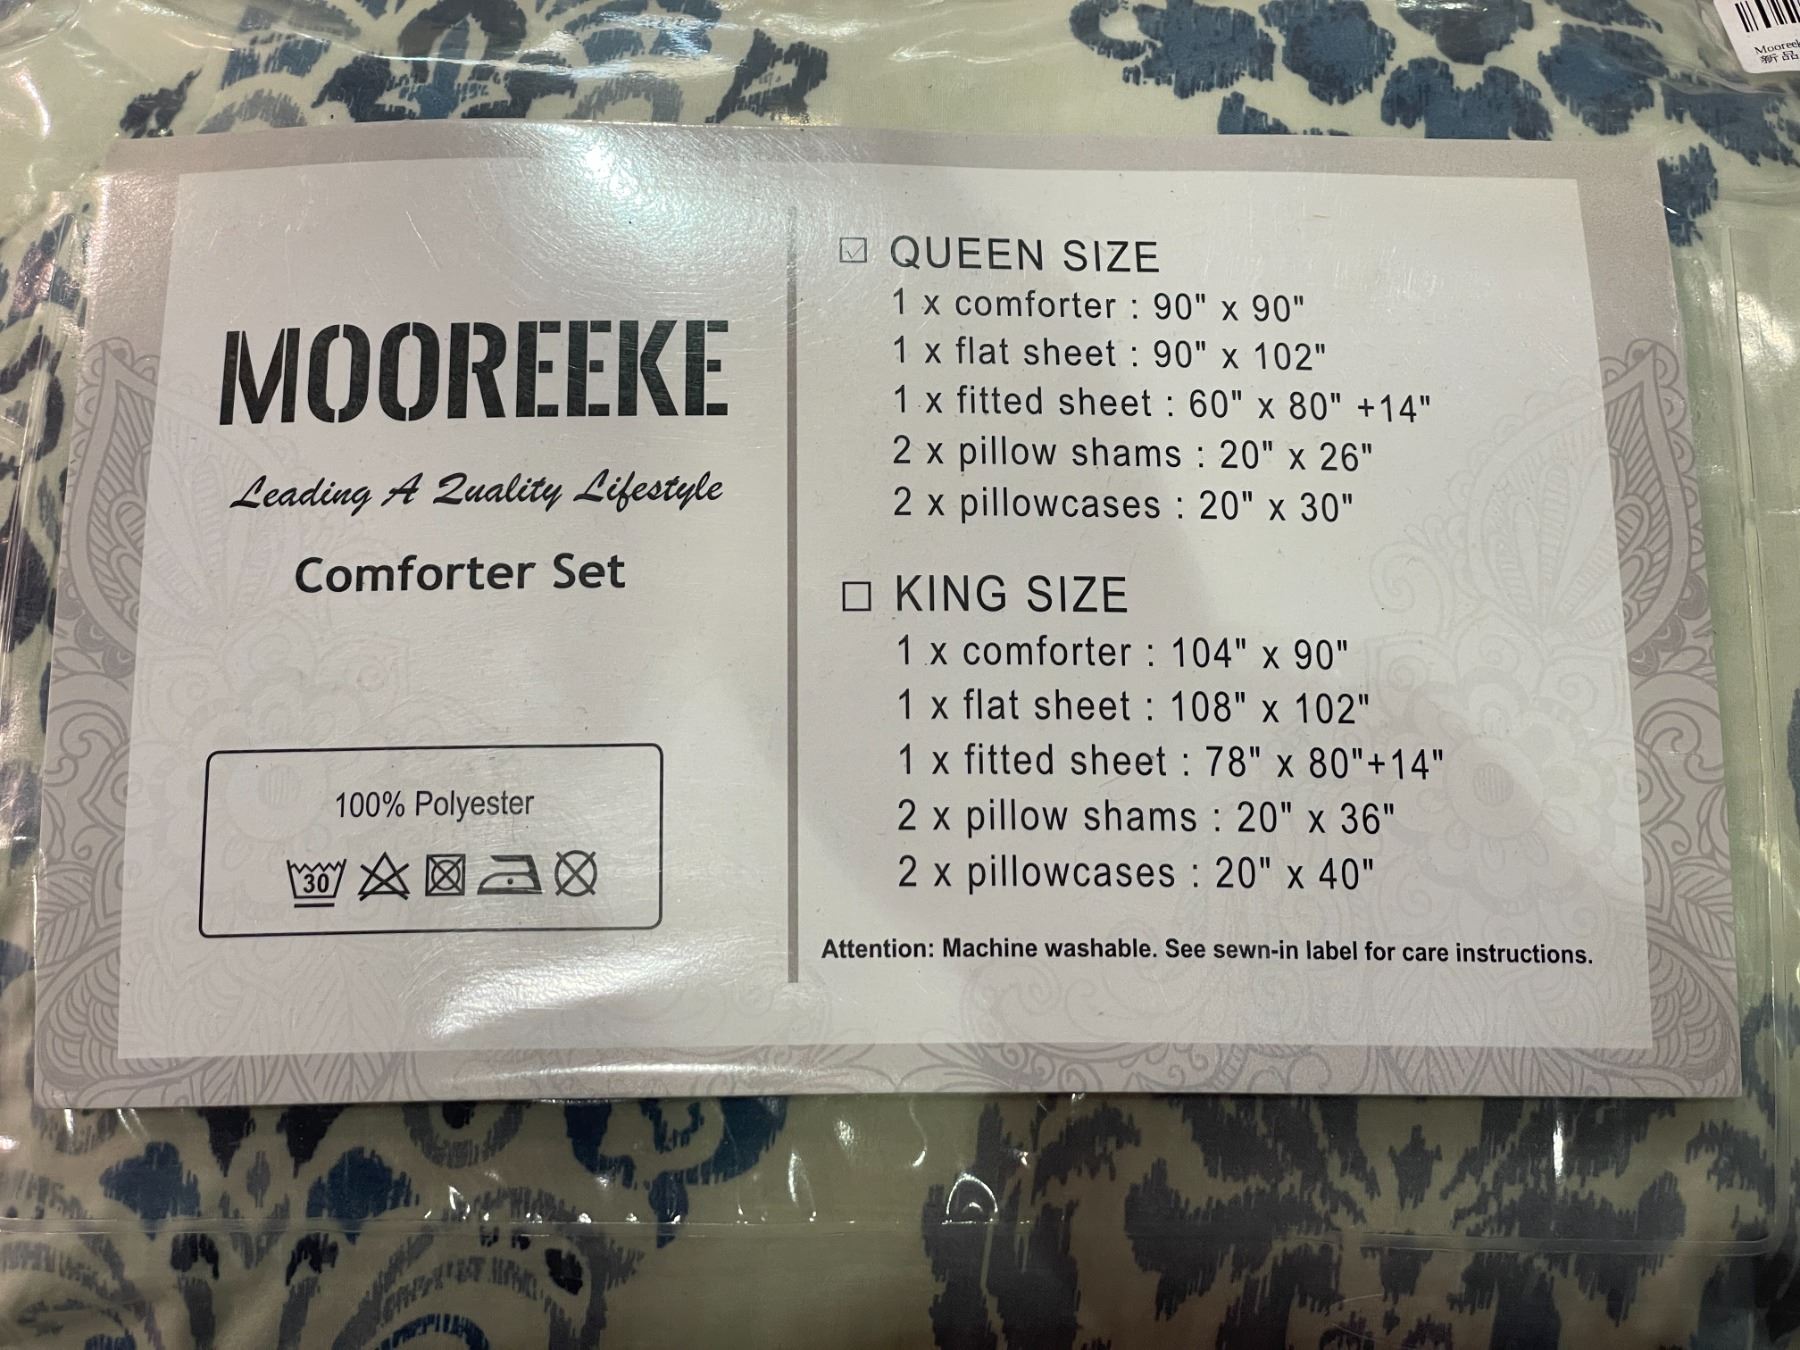 Mooree
新品
MOOREEKE
Leading A Quality Lifestyle
Comforter Set
100% Polyester
30
☑ QUEEN SIZE
1 x comforter : 90" x 90"
1 x flat sheet : 90" x 102"
1 x fitted sheet : 60" x 80" +14"
2 x pillow shams : 20" x 26"
2 x pillowcases : 20" x 30"
☐ KING SIZE
1 x comforter : 104" x 90"
1 x flat sheet : 108" x 102"
1 x fitted sheet : 78" x 80"+14"
2 x pillow shams : 20" x 36"
2 x pillowcases : 20" x 40"
Attention: Machine washable. See sewn-in label for care instructions.